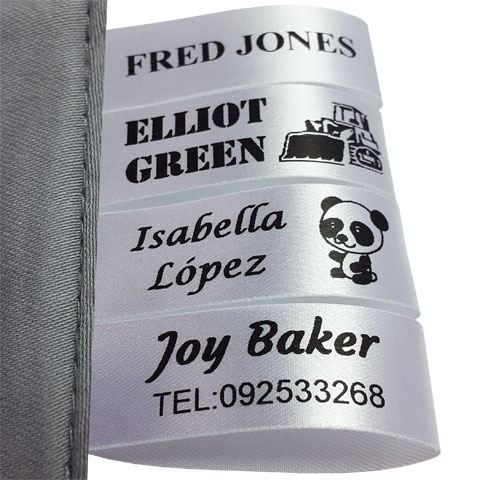 FRED JONES
ELLIOT
GREEN
Isabella
López
Joy Baker
TEL:092533268